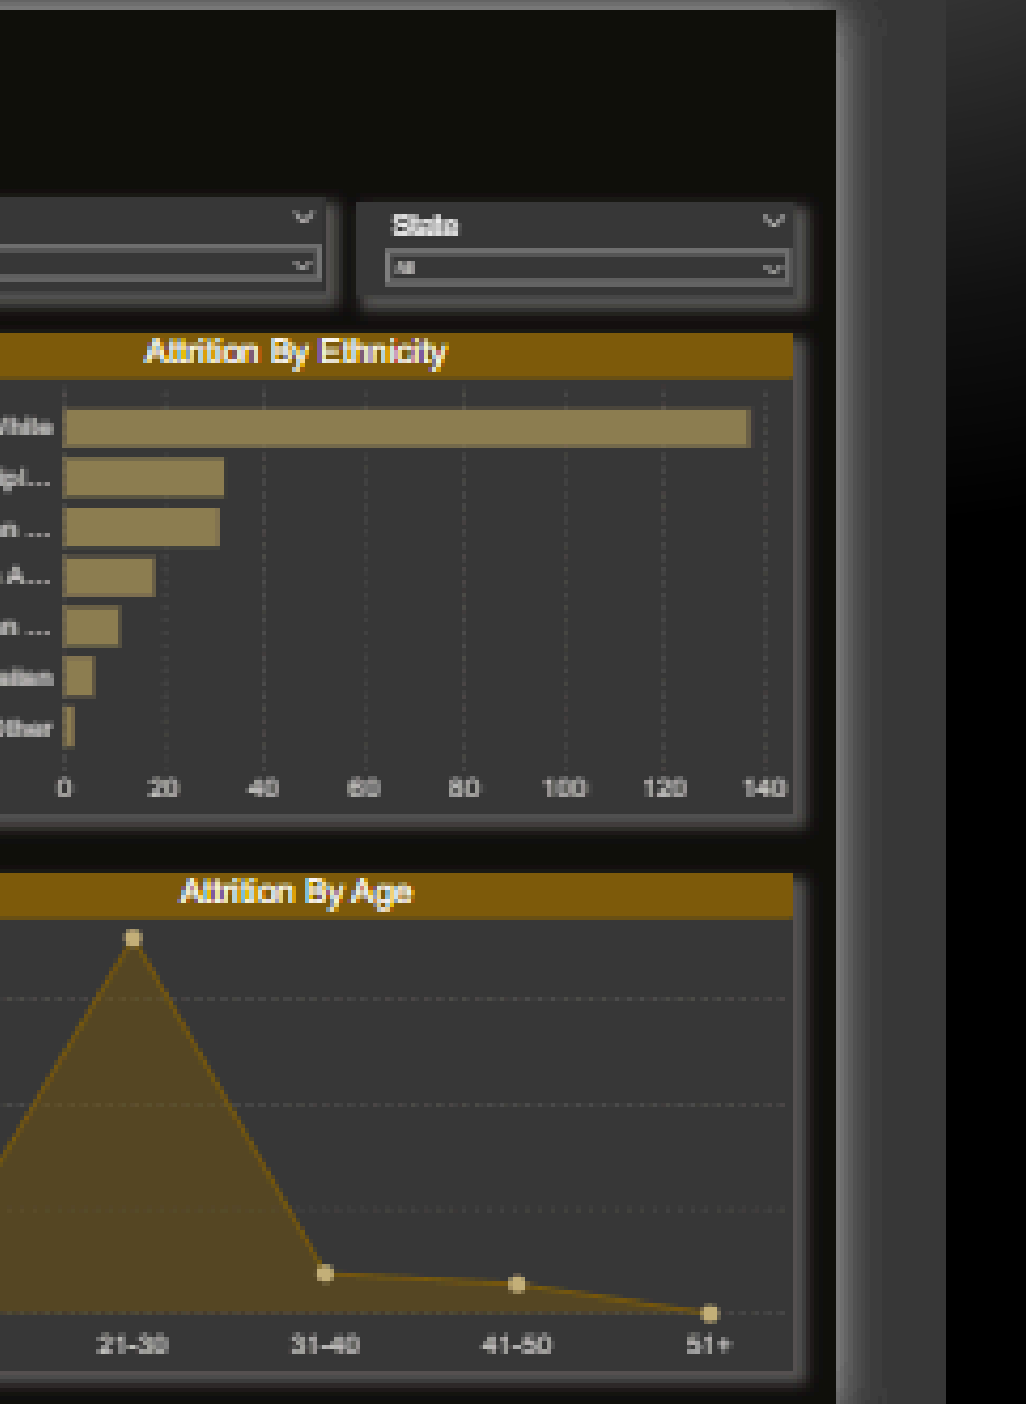 State
All
Attrition By Ethnicity
White
ipl...
n ...
A...
n ...
Other
0 20 40 60 80 100 120 140
Attrition By Age
21-30 31-40 41-50 51+